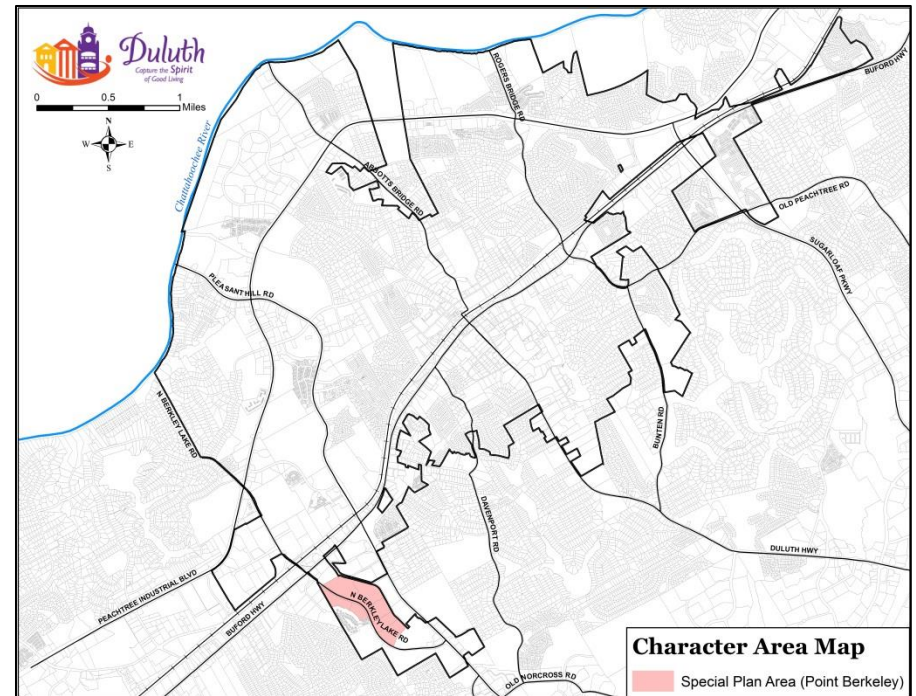 Duluth
Capture the Spirit
of Good Living
0 0.5 1
Miles
N
W E
S
Chattahoochee River
ROGERS BRIDGE RD
BUFORD HWY
ABBOTTS BRIDGE RD
OLD PEACHTREE RD
SUGARLOAF PKWY
PLEASANT HILL RD
N BERKLEY LAKE RD
BUNTEN RD
DAVENPORT RD
DULUTH HWY
PEACHTREE INDUSTRIAL BLVD
BUFORD HWY
N BERKLEY LAKE RD
OLD NORCROSS RD
Character Area Map
Special Plan Area (Point Berkeley)